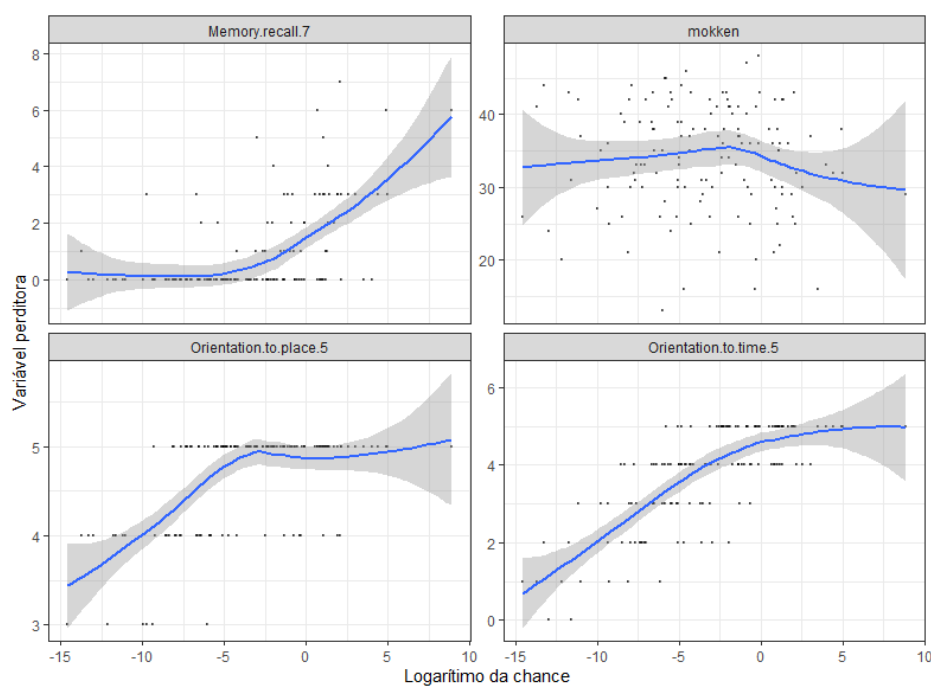 Memory.recall.7
mokken
8
6
4
2
0
40
30
20
Variável perditora
Orientation.to.place.5
Orientation.to.time.5
5
4
3
6
4
2
0
-15 -10 -5 0 5 10
-15 -10 -5 0 5 10
Logarítimo da chance